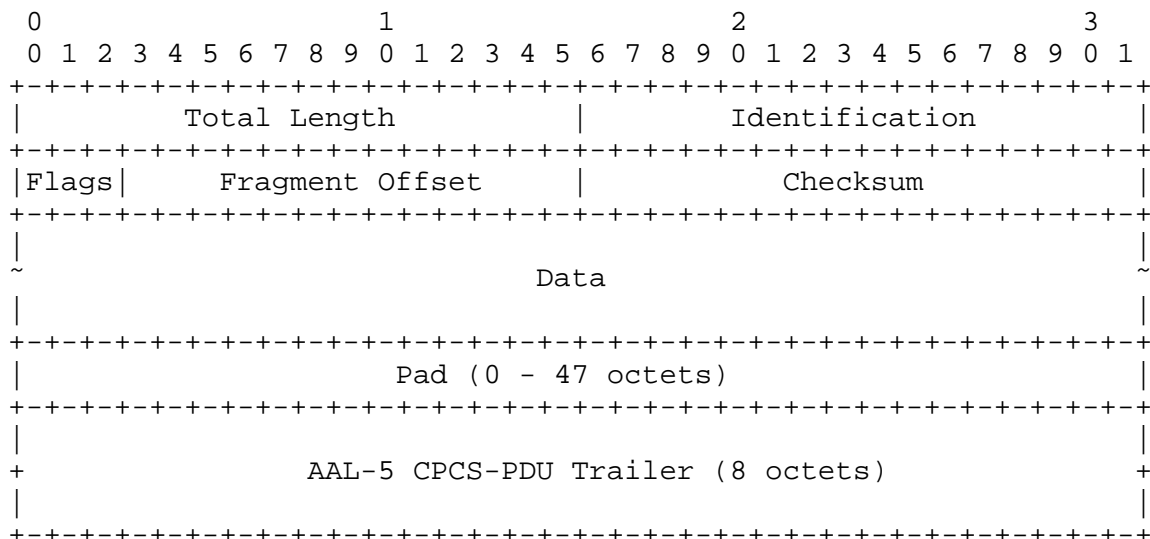 0                   1                   2                   3
 0 1 2 3 4 5 6 7 8 9 0 1 2 3 4 5 6 7 8 9 0 1 2 3 4 5 6 7 8 9 0 1
+-+-+-+-+-+-+-+-+-+-+-+-+-+-+-+-+-+-+-+-+-+-+-+-+-+-+-+-+-+-+-+-+
|         Total Length          |        Identification         |
+-+-+-+-+-+-+-+-+-+-+-+-+-+-+-+-+-+-+-+-+-+-+-+-+-+-+-+-+-+-+-+-+
|Flags|     Fragment Offset     |           Checksum            |
+-+-+-+-+-+-+-+-+-+-+-+-+-+-+-+-+-+-+-+-+-+-+-+-+-+-+-+-+-+-+-+-+
|                                                               |
~                             Data                              ~
|                                                               |
+-+-+-+-+-+-+-+-+-+-+-+-+-+-+-+-+-+-+-+-+-+-+-+-+-+-+-+-+-+-+-+-+
|                     Pad (0 - 47 octets)                       |
+-+-+-+-+-+-+-+-+-+-+-+-+-+-+-+-+-+-+-+-+-+-+-+-+-+-+-+-+-+-+-+-+
|                                                               |
+                AAL-5 CPCS-PDU Trailer (8 octets)              +
|                                                               |
+-+-+-+-+-+-+-+-+-+-+-+-+-+-+-+-+-+-+-+-+-+-+-+-+-+-+-+-+-+-+-+-+